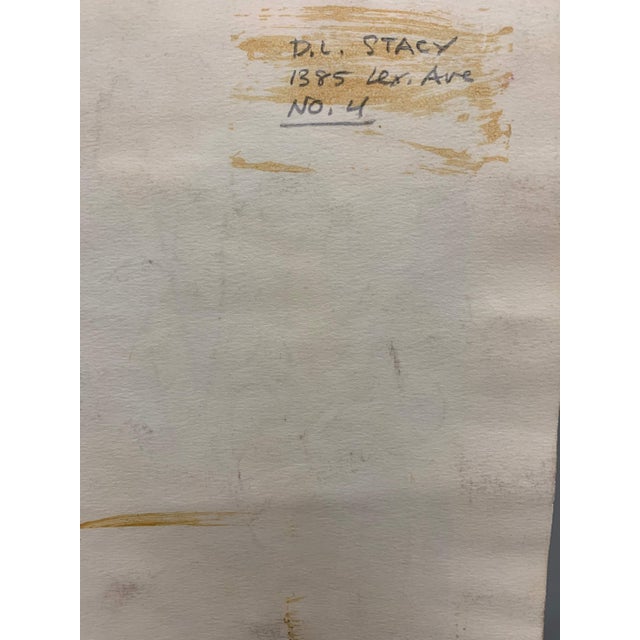 D.L. STACY
1385 Lex. Ave
NO. 4